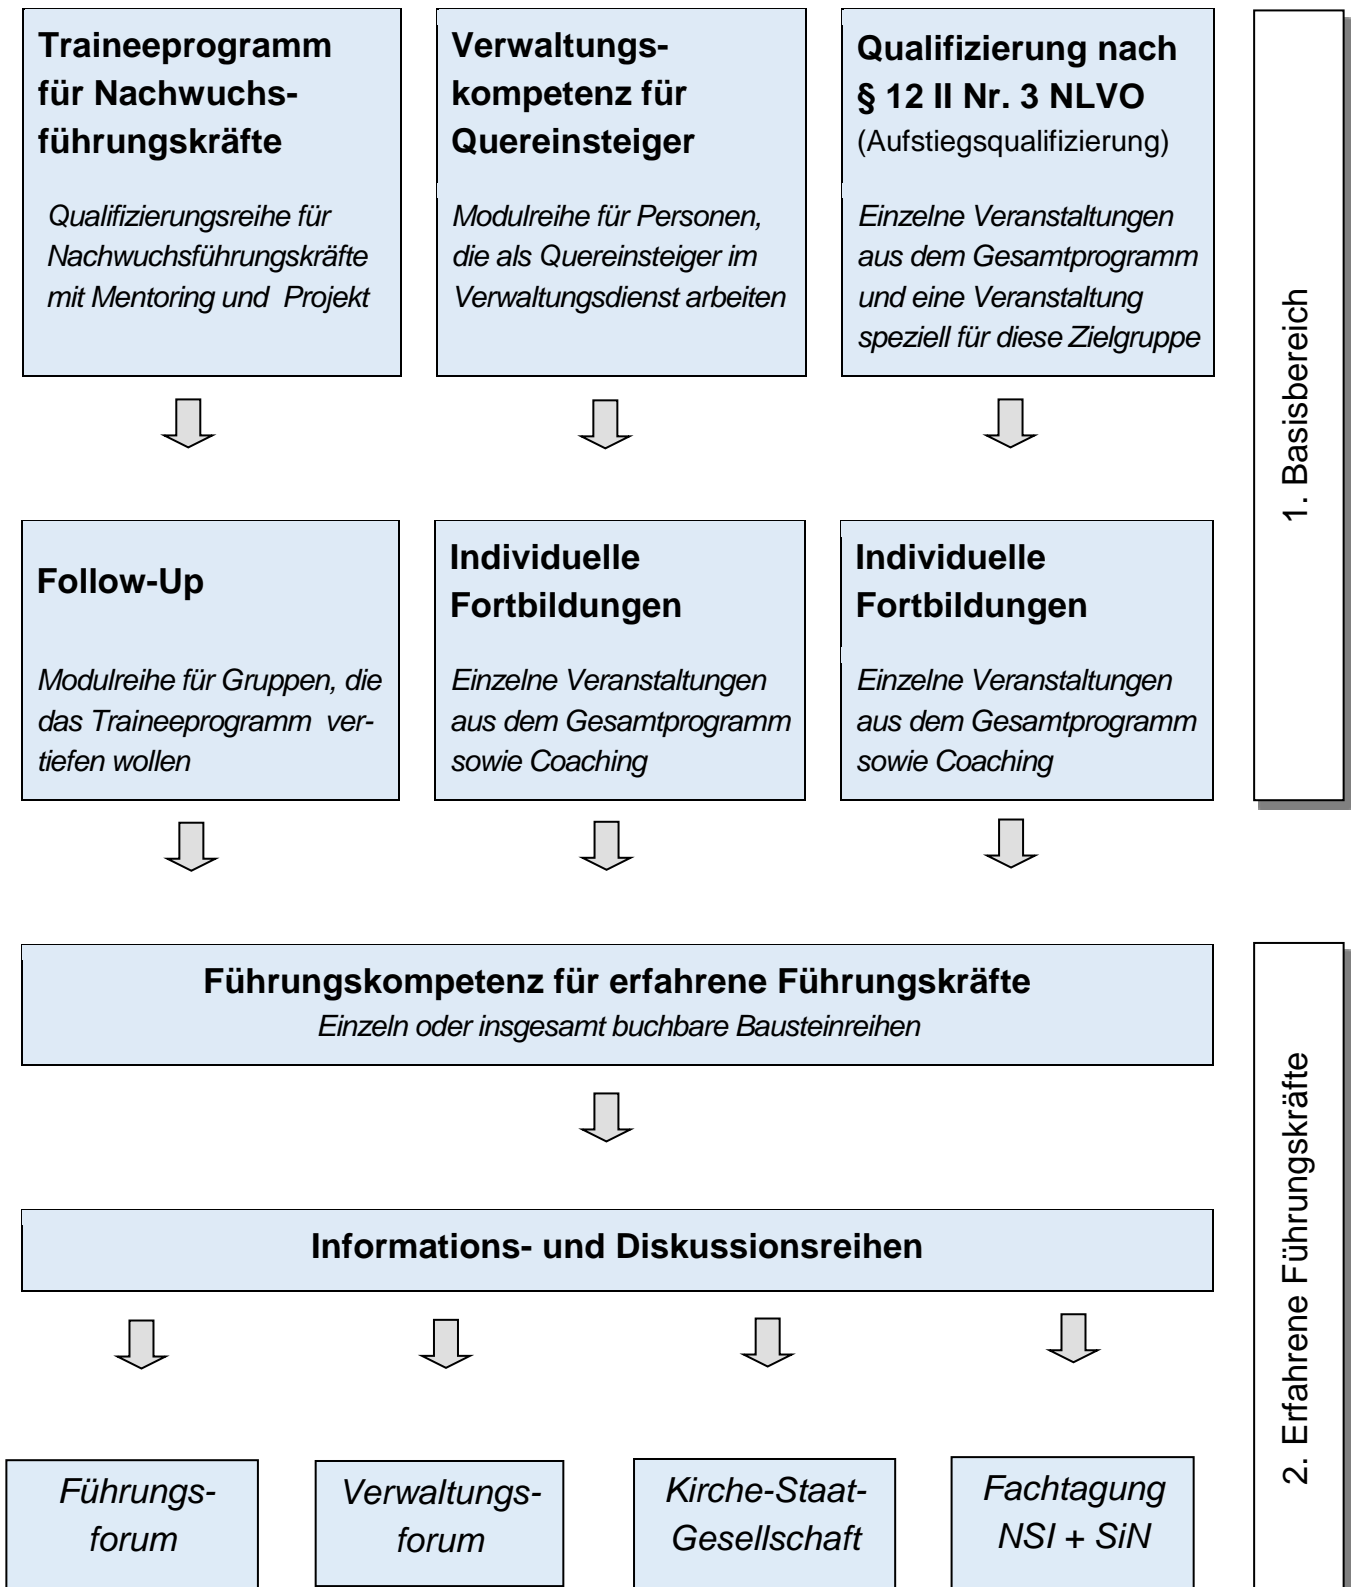 Traineeprogramm
für Nachwuchs-
führungskräfte
Qualifizierungsreihe für
Nachwuchsführungskräfte
mit Mentoring und Projekt
Verwaltungs-
kompetenz für
Quereinsteiger
Modulreihe für Personen,
die als Quereinsteiger im
Verwaltungsdienst arbeiten
Qualifizierung nach
§ 12 II Nr. 3 NLVO
(Aufstiegsqualifizierung)
Einzelne Veranstaltungen
aus dem Gesamtprogramm
und eine Veranstaltung
speziell für diese Zielgruppe
1. Basisbereich
Follow-Up
Modulreihe für Gruppen, die
das Traineeprogramm ver-
tiefen wollen
Individuelle
Fortbildungen
Einzelne Veranstaltungen
aus dem Gesamtprogramm
sowie Coaching
Individuelle
Fortbildungen
Einzelne Veranstaltungen
aus dem Gesamtprogramm
sowie Coaching
Führungskompetenz für erfahrene Führungskräfte
Einzeln oder insgesamt buchbare Bausteinreihen
2. Erfahrene Führungskräfte
Informations- und Diskussionsreihen
Führungs-
forum
Verwaltungs-
forum
Kirche-Staat-
Gesellschaft
Fachtagung
NSI + SiN